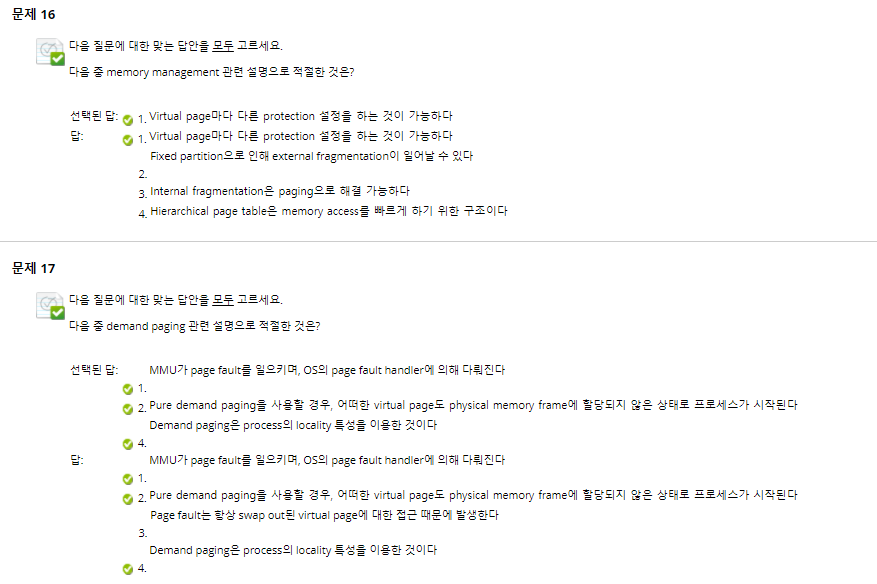 문제 16
다음 질문에 대한 맞는 답안을 모두 고르세요.
다음 중 memory management 관련 설명으로 적절한 것은?
선택된 답: 1. Virtual page마다 다른 protection 설정을 하는 것이 가능하다
답: 1. Virtual page마다 다른 protection 설정을 하는 것이 가능하다
Fixed partition으로 인해 external fragmentation이 일어날 수 있다
2.
3. Internal fragmentation은 paging으로 해결 가능하다
4. Hierarchical page table은 memory access를 빠르게 하기 위한 구조이다
문제 17
다음 질문에 대한 맞는 답안을 모두 고르세요.
다음 중 demand paging 관련 설명으로 적절한 것은?
선택된 답: MMU가 page fault를 일으키며, OS의 page fault handler에 의해 다뤄진다
1.
2. Pure demand paging을 사용할 경우, 어떠한 virtual page도 physical memory frame에 할당되지 않은 상태로 프로세스가 시작된다
Demand paging은 process의 locality 특성을 이용한 것이다
4.
답: MMU가 page fault를 일으키며, OS의 page fault handler에 의해 다뤄진다
1.
2. Pure demand paging을 사용할 경우, 어떠한 virtual page도 physical memory frame에 할당되지 않은 상태로 프로세스가 시작된다
Page fault는 항상 swap out된 virtual page에 대한 접근 때문에 발생한다
3.
Demand paging은 process의 locality 특성을 이용한 것이다
4.